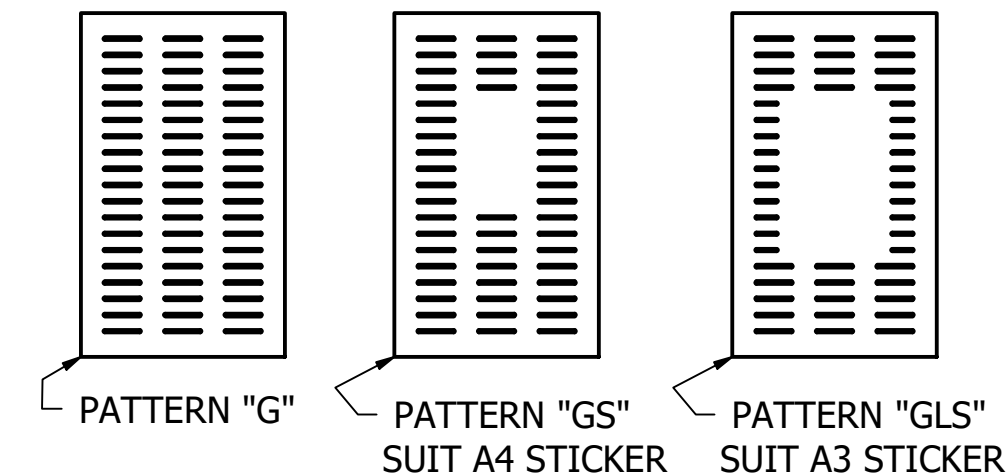 PATTERN "G"
PATTERN "GS"
SUIT A4 STICKER
PATTERN "GLS"
SUIT A3 STICKER